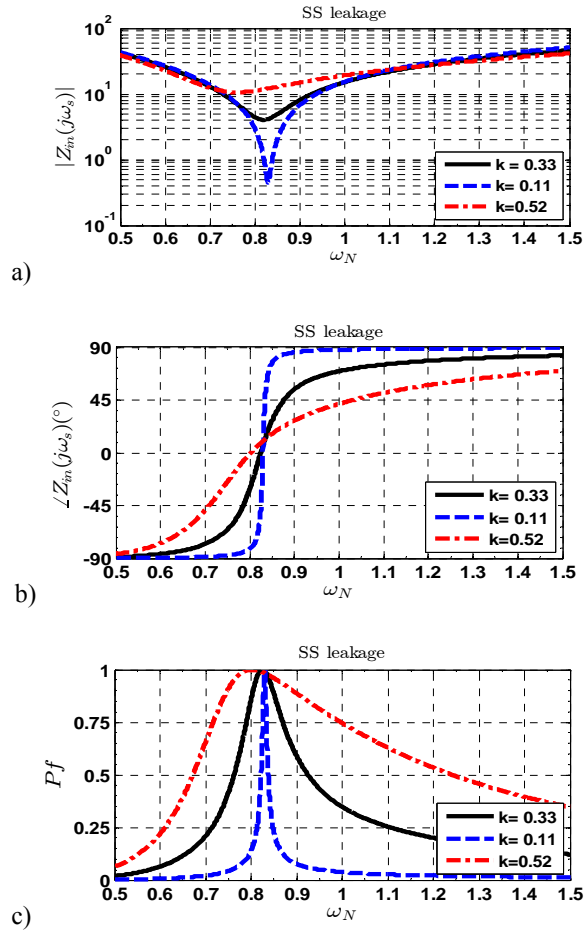 SS leakage
10^2
10^1
10^0
10^-1
|Z_in(jω_s)|
k = 0.33
k= 0.11
k=0.52
0.5 0.6 0.7 0.8 0.9 1 1.1 1.2 1.3 1.4 1.5
ω_N
a)
SS leakage
90
45
0
-45
-90
∠Z_in(jω_s)(°)
k= 0.33
k= 0.11
k=0.52
0.5 0.6 0.7 0.8 0.9 1 1.1 1.2 1.3 1.4 1.5
ω_N
b)
SS leakage
1
0.75
0.5
0.25
0
Pf
k= 0.33
k= 0.11
k=0.52
0.5 0.6 0.7 0.8 0.9 1 1.1 1.2 1.3 1.4 1.5
ω_N
c)